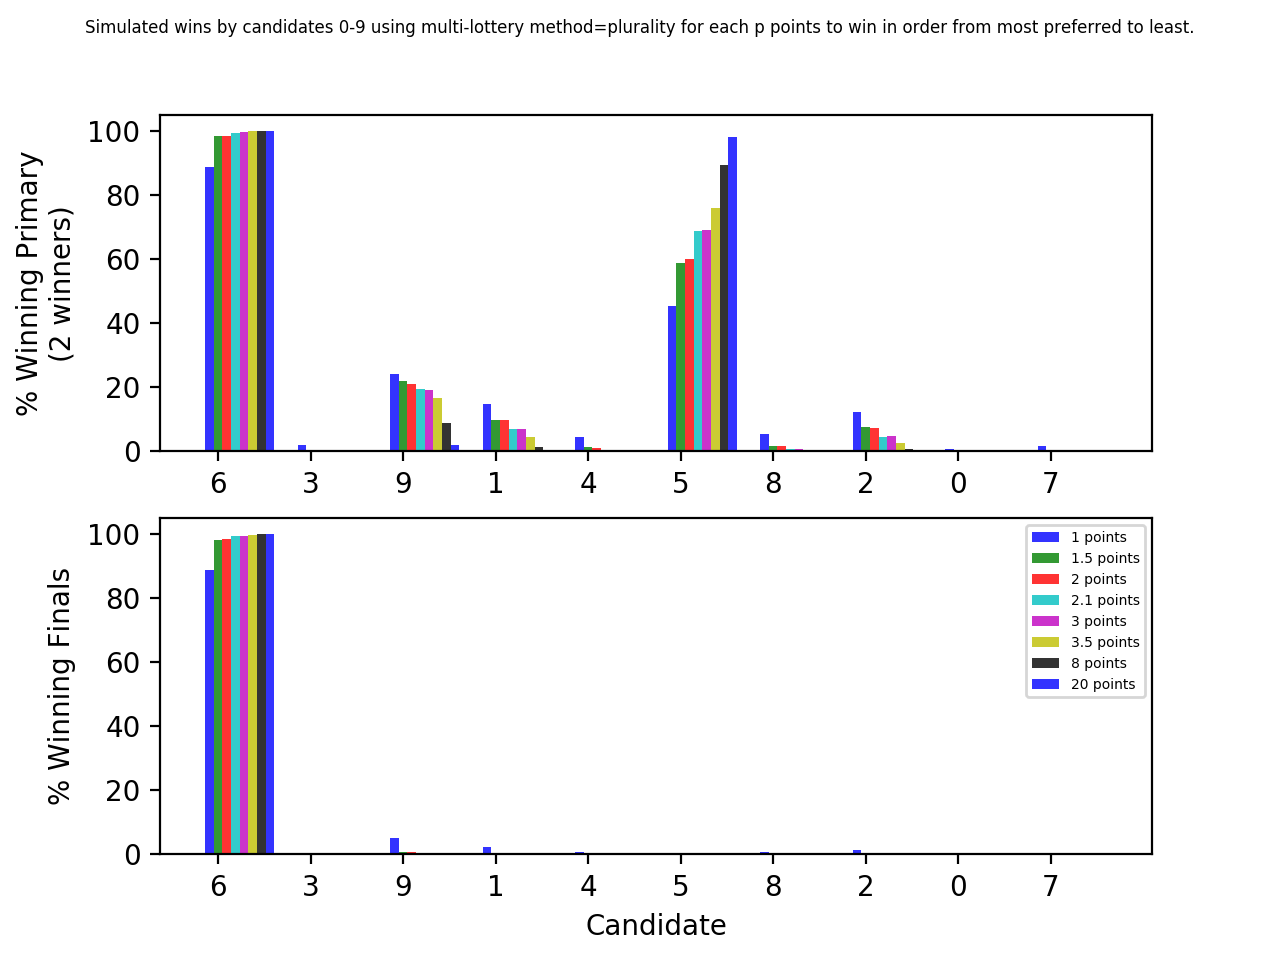 Simulated wins by candidates 0-9 using multi-lottery method=plurality for each p points to win in order from most preferred to least.
% Winning Primary
(2 winners)
100
80
60
40
20
0
6 3 9 1 4 5 8 2 0 7
% Winning Finals
100
80
60
40
20
0
1 points
1.5 points
2 points
2.1 points
3 points
3.5 points
8 points
20 points
6 3 9 1 4 5 8 2 0 7
Candidate